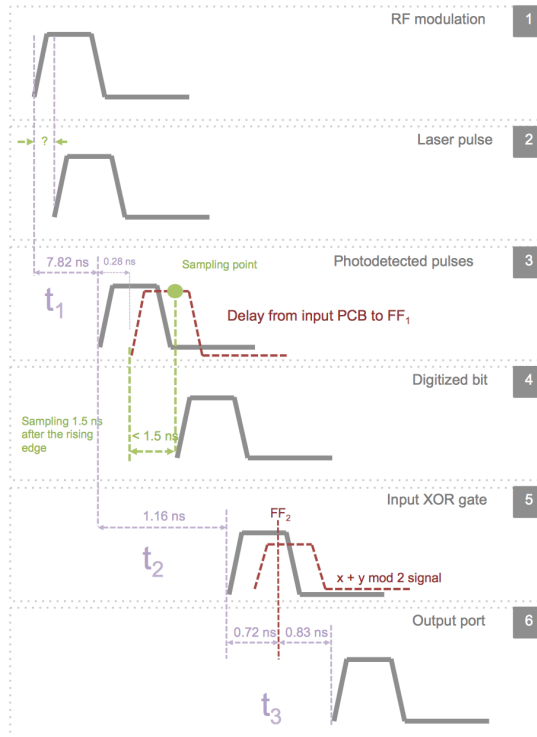 RF modulation 1
?
Laser pulse 2
7.82 ns
0.28 ns
t1
Sampling point
Photodetected pulses 3
Delay from input PCB to FF1
Digitized bit 4
Sampling 1.5 ns
after the rising
edge
< 1.5 ns
Input XOR gate 5
1.16 ns
t2
FF2
x + y mod 2 signal
Output port 6
0.72 ns
0.83 ns
t3